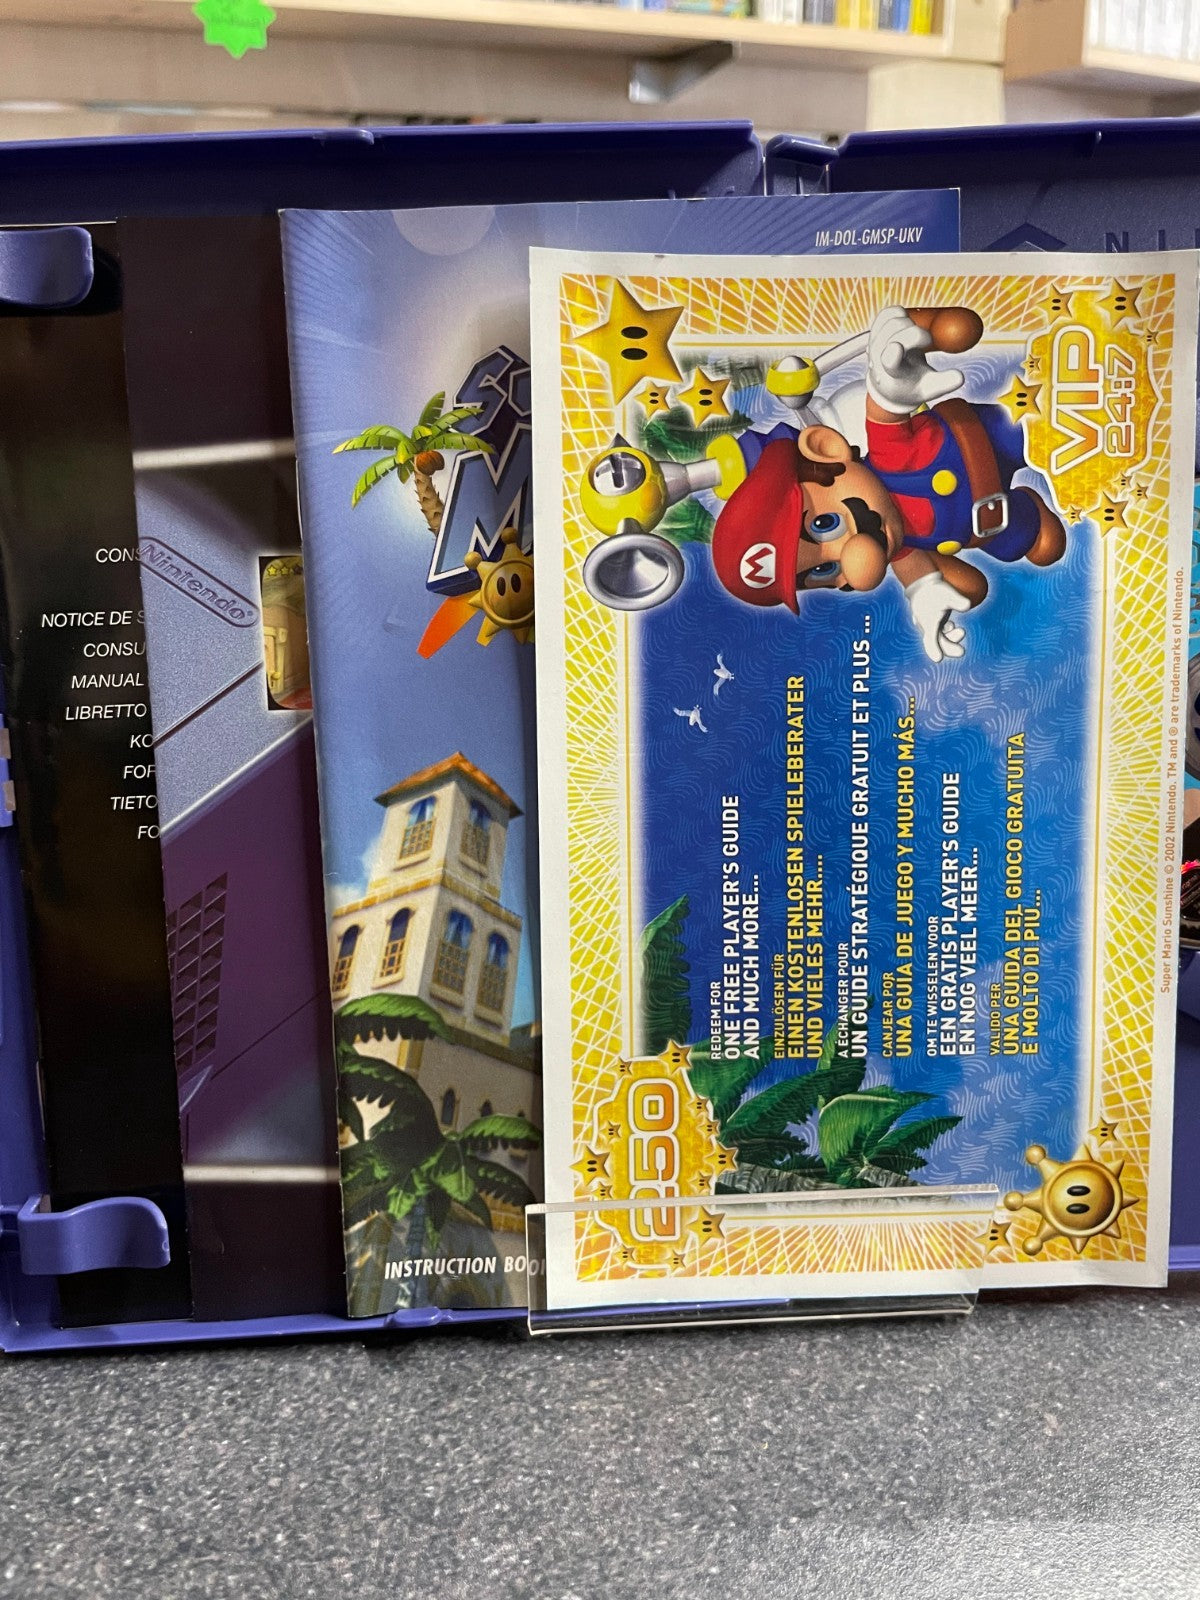 CONS
NOTICE DE S
CONSU
MANUAL
LIBRETTO
KO
FOR
TIETO
FO
Nintendo
IM-DOL-GMSP-UKV
INSTRUCTION BOO
VIP
24:7
250
REDEEM FOR
ONE FREE PLAYER'S GUIDE
AND MUCH MORE....
EINZULÖSEN FÜR
EINEN KOSTENLOSEN SPIELEBERATER
UND VIELES MEHR....
A ECHANGER POUR
UN GUIDE STRATÉGIQUE GRATUIT ET PLUS ...
CANJEAR POR
UNA GUIA DE JUEGO Y MUCHO MÁS...
OM TE WISSELEN VOOR
EEN GRATIS PLAYER'S GUIDE
EN NOG VEEL MEER...
VALIDO PER
UNA GUIDA DEL GIOCO GRATUITA
E MOLTO DI PIÙ...
Super Mario Sunshine © 2002 Nintendo. TM and ® are trademarks of Nintendo.